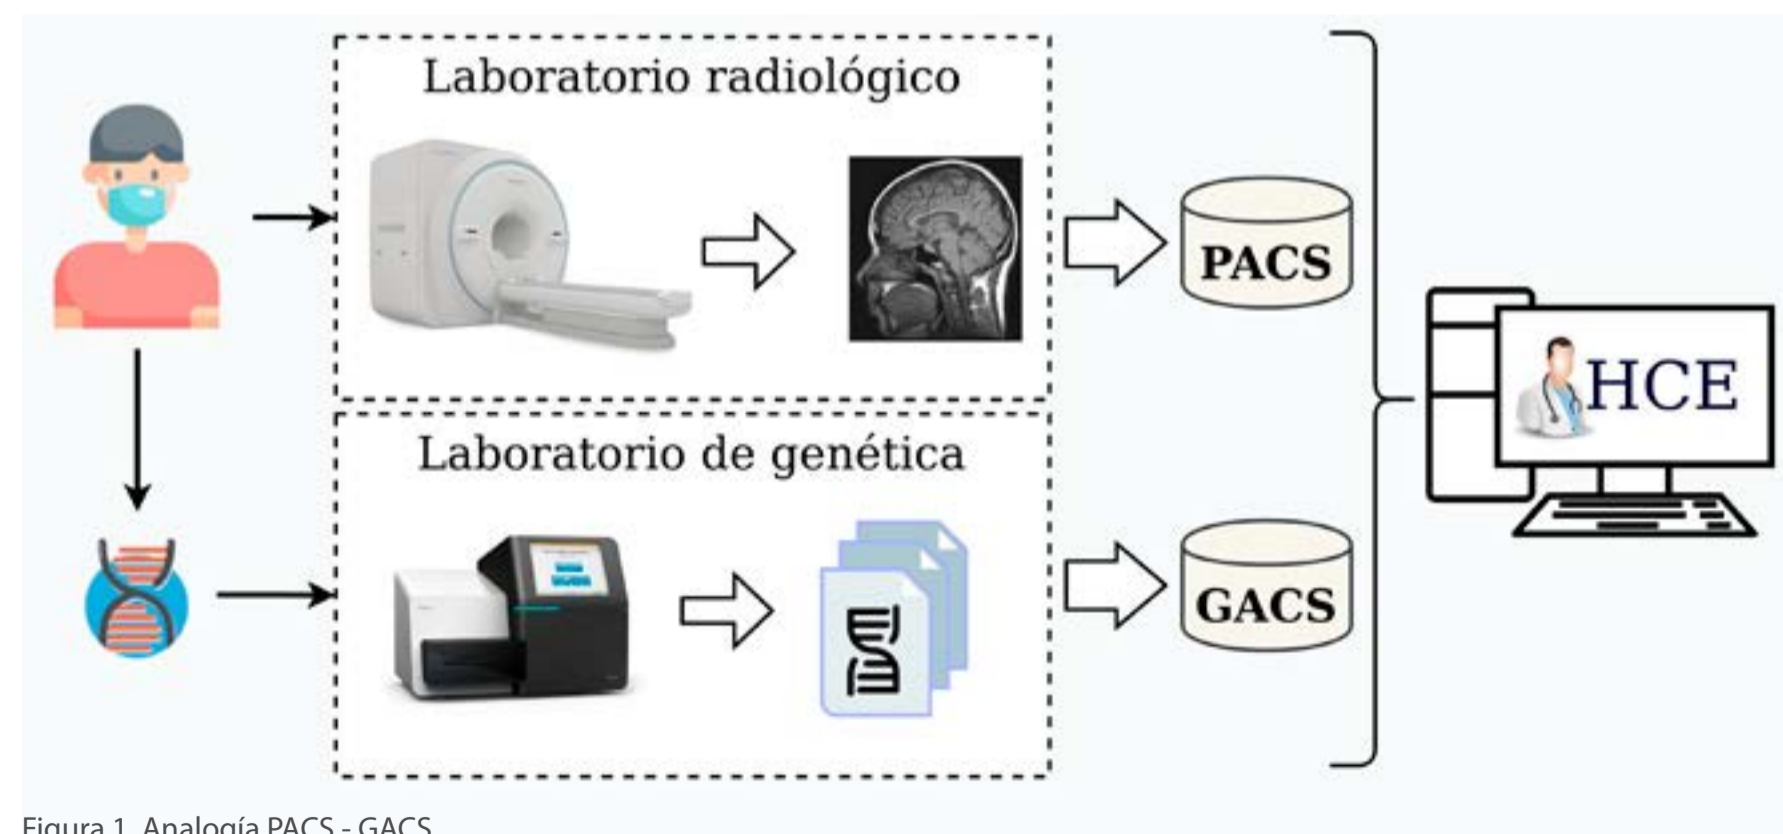 Laboratorio radiológico
PACS
HCE
Laboratorio de genética
GACS
Figura 1. Analogía PACS - GACS